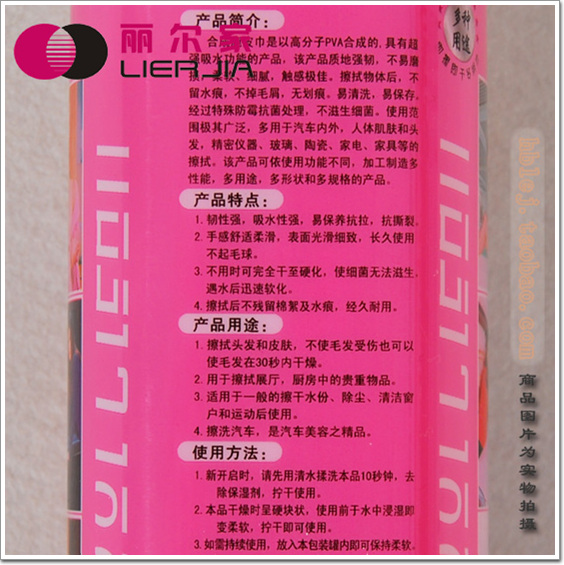 丽尔家
LIERJIA
多种
用途
产品简介:
皮巾是以高分子PVA合成的,具有超
强吸水功能的产品,该产品质地强韧,不易磨
损,柔软、细腻,触感极佳。擦拭物体后,不
留水痕,不掉毛屑,无划痕。易清洗,易保存。
经过特殊防霉抗菌处理,不滋生细菌。使用范
围极其广泛,多用于汽车内外,人体肌肤和头
发,精密仪器、玻璃、陶瓷、家电、家具等的
擦拭。该产品可依使用功能不同,加工制造多
性能,多用途,多形状和多规格的产品。
产品特点:
1. 韧性强,吸水性强,易保养抗拉,抗撕裂。
2. 手感舒适柔滑,表面光滑细致,长久使用
不起毛球。
3. 不用时可完全干至硬化,使细菌无法滋生,
遇水后迅速软化。
4. 擦拭后不残留棉絮及水痕,经久耐用。
产品用途:
1. 擦拭头发和皮肤,不使毛发受伤也可以
使毛发在30秒内干燥。
2. 用于擦拭展厅,厨房中的贵重物品。
3. 适用于一般的擦干水份、除尘、清洁窗
户和运动后使用。
4. 擦洗汽车,是汽车美容之精品。
使用方法:
1. 新开启时,请先用清水揉洗本品10秒钟,去
除保湿剂,拧干使用。
2. 本品干燥时呈硬块状,使用前于水中浸湿即
变柔软,拧干即可使用。
3. 如需持续使用,放入本包装罐内即可保持柔软。
商品图片为实物拍摄